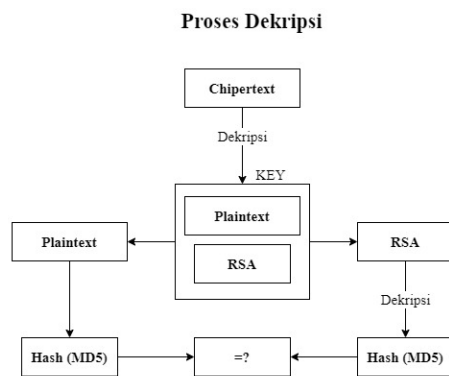 Proses Dekripsi
Chipertext
Dekripsi
KEY
Plaintext
Plaintext
RSA
RSA
Dekripsi
Hash (MD5)
=?
Hash (MD5)